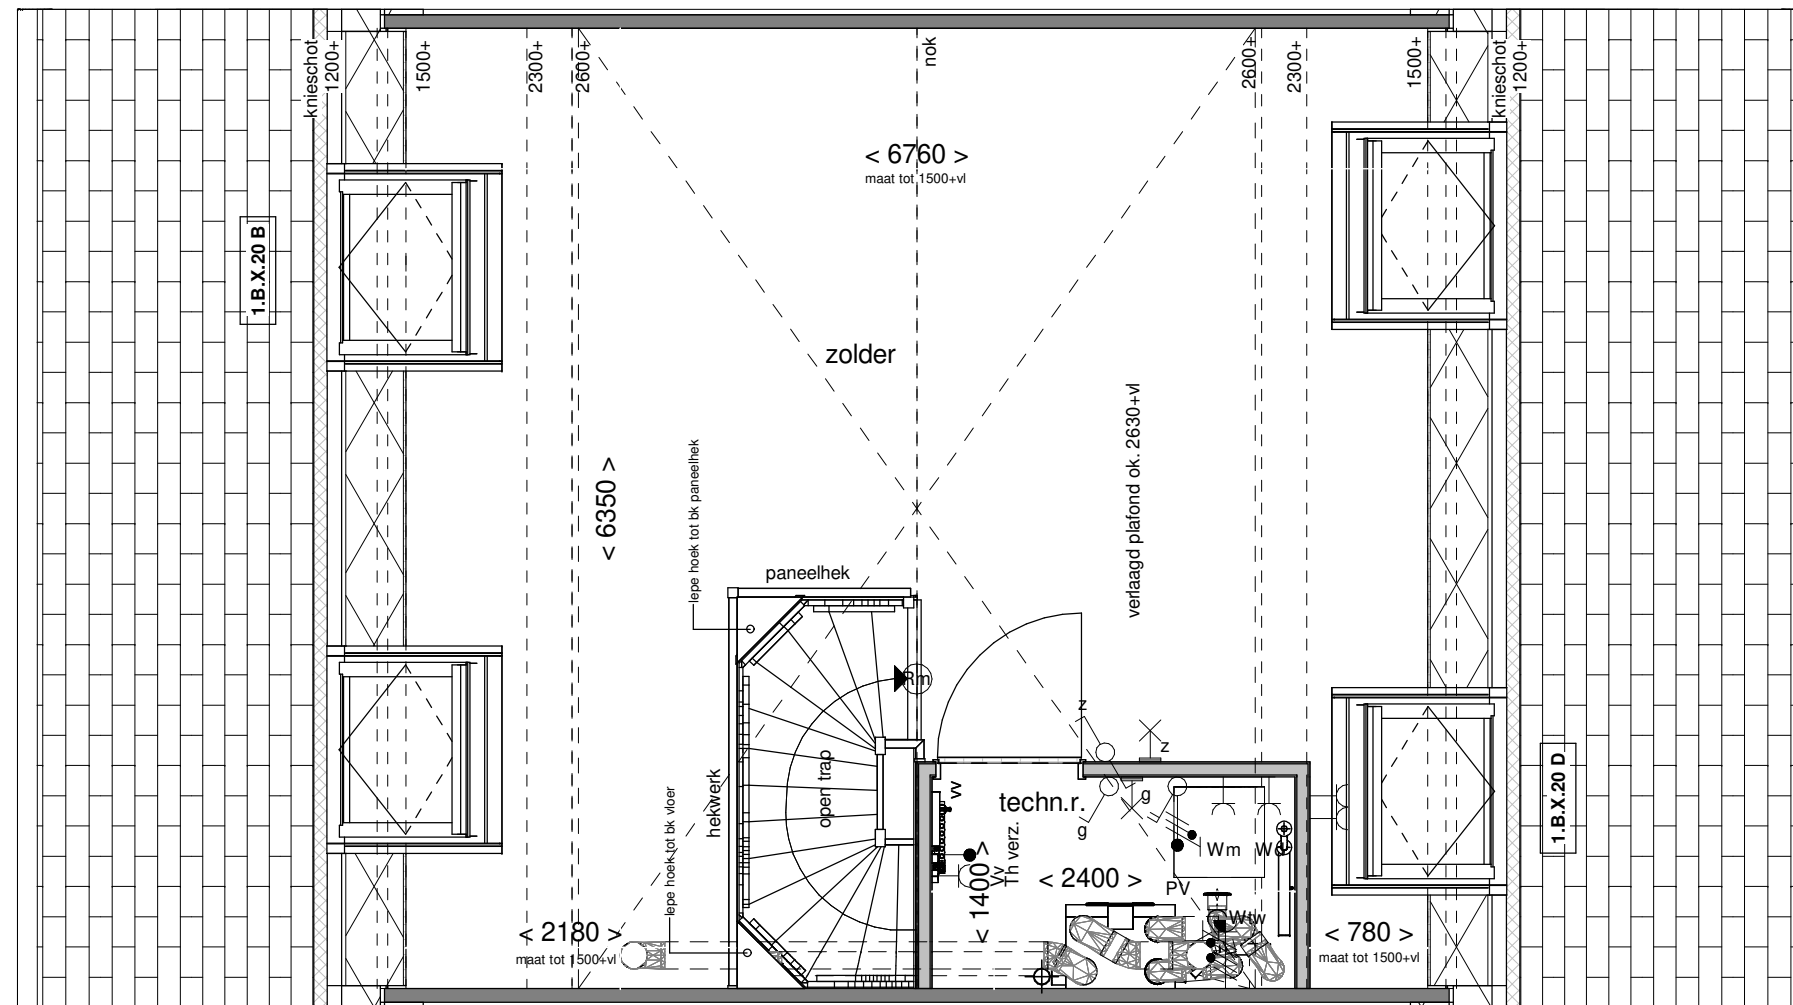 knieschot
1200+
1500+
2300+
2600+
nok
2600+
2300+
1500+
knieschot
1200+
< 6760 >
maat tot 1500+vl
1.B.X.20 B
zolder
verlaagd plafond ok. 2630+vl
< 6350 >
lepe hoek tot bk paneelhek
paneelhek
Rm
z
z
hekwerk
open trap
lepe hoek tot bk vloer
vv
techn.r.
g
g
Vv
Th verz.
< 1400 >
< 2400 >
Wm
PV
Wtw
1.B.X.20 D
< 2180 >
maat tot 1500+vl
< 780 >
maat tot 1500+vl